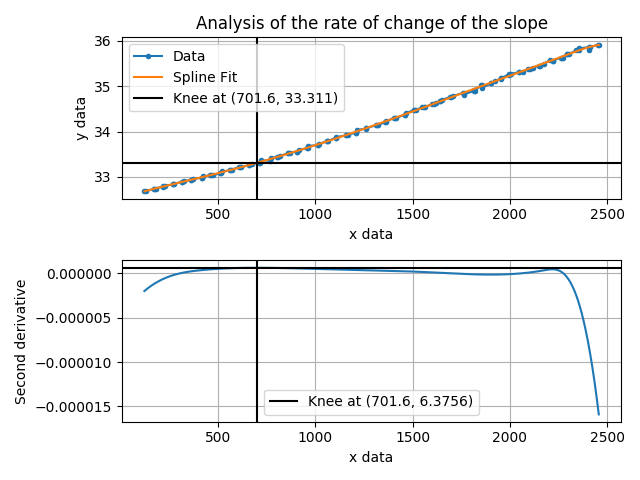 Analysis of the rate of change of the slope
36
35
34
33
y data
Data
Spline Fit
Knee at (701.6, 33.311)
500 1000 1500 2000 2500
x data
0.000000
−0.000005
−0.000010
−0.000015
Second derivative
Knee at (701.6, 6.3756)
500 1000 1500 2000 2500
x data